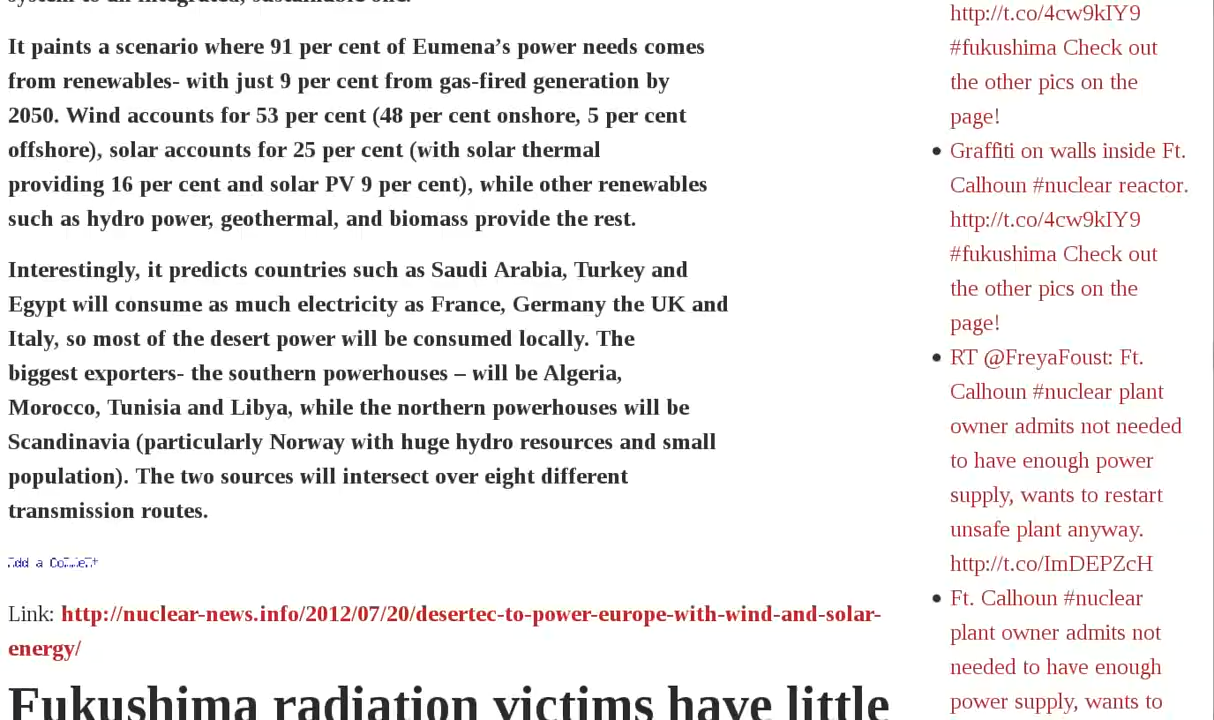 It paints a scenario where 91 per cent of Eumena’s power needs comes
from renewables- with just 9 per cent from gas-fired generation by
2050. Wind accounts for 53 per cent (48 per cent onshore, 5 per cent
offshore), solar accounts for 25 per cent (with solar thermal
providing 16 per cent and solar PV 9 per cent), while other renewables
such as hydro power, geothermal, and biomass provide the rest.
Interestingly, it predicts countries such as Saudi Arabia, Turkey and
Egypt will consume as much electricity as France, Germany the UK and
Italy, so most of the desert power will be consumed locally. The
biggest exporters- the southern powerhouses – will be Algeria,
Morocco, Tunisia and Libya, while the northern powerhouses will be
Scandinavia (particularly Norway with huge hydro resources and small
population). The two sources will intersect over eight different
transmission routes.
Add a Comment
Link: http://nuclear-news.info/2012/07/20/desertec-to-power-europe-with-wind-and-solar-
energy/
Fukushima radiation victims have little
http://t.co/4cw9kIY9
#fukushima Check out
the other pics on the
page!
Graffiti on walls inside Ft.
Calhoun #nuclear reactor.
http://t.co/4cw9kIY9
#fukushima Check out
the other pics on the
page!
RT @FreyaFoust: Ft.
Calhoun #nuclear plant
owner admits not needed
to have enough power
supply, wants to restart
unsafe plant anyway.
http://t.co/ImDEPZcH
Ft. Calhoun #nuclear
plant owner admits not
needed to have enough
power supply, wants to